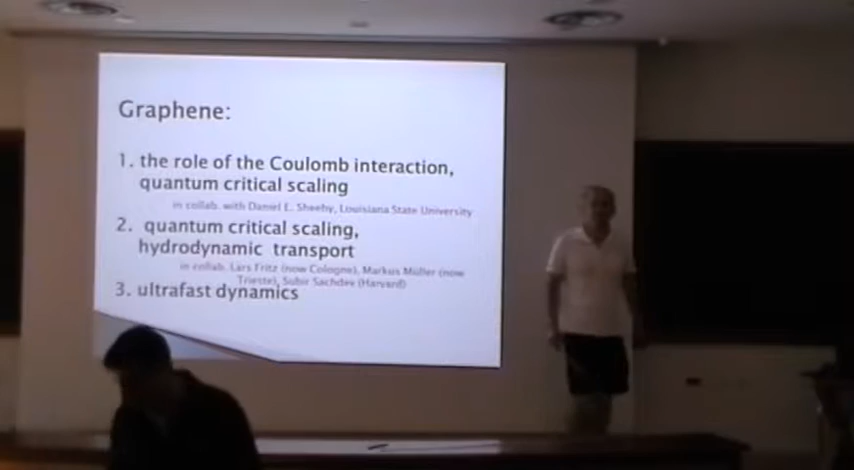 Graphene:
1. the role of the Coulomb interaction,
quantum critical scaling
in collab. with Daniel E. Sheehy, Louisiana State University
2. quantum critical scaling,
hydrodynamic transport
in collab. Lars Fritz (now Cologne), Markus Müller (now
Trieste), Subir Sachdev (Harvard)
3. ultrafast dynamics